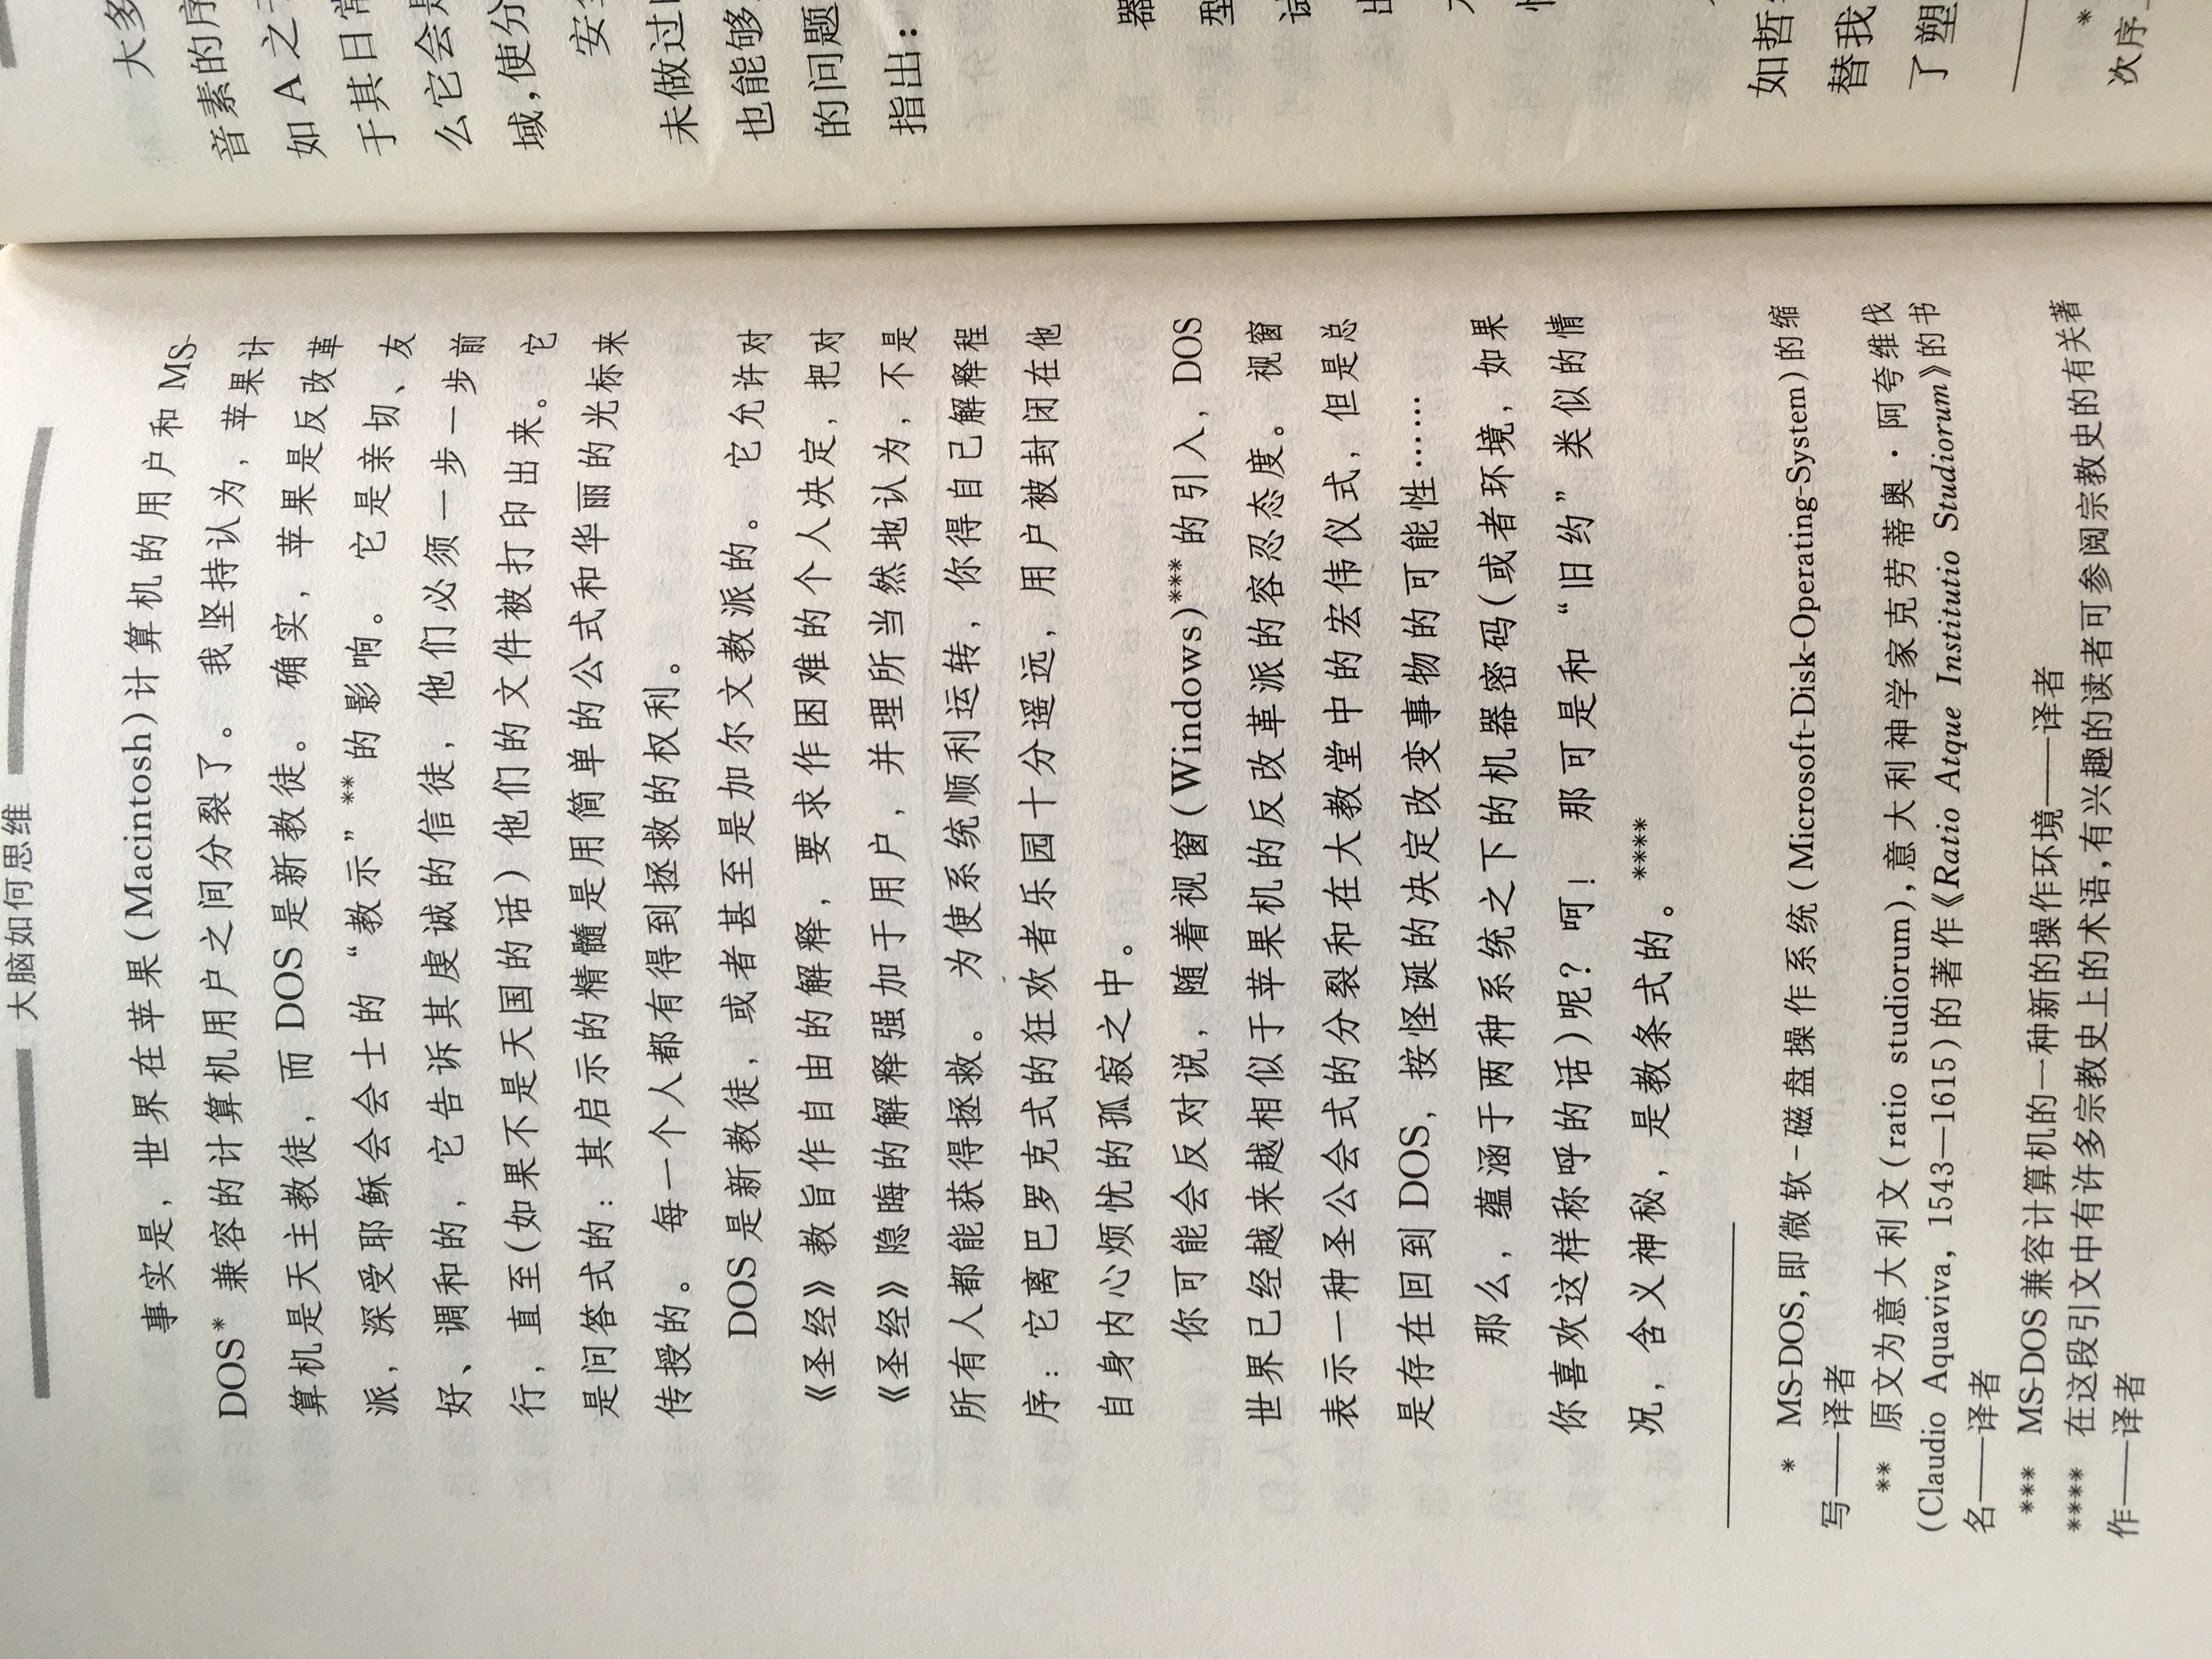 大脑如何思维
事实是，世界在苹果(Macintosh)计算机的用户和 MS-
DOS* 兼容的计算机用户之间分裂了。 我坚持认为，苹果计
算机是天主教徒，而 DOS 是新教徒。 确实，苹果是反改革
派，深受耶稣会会士的“教示”**的影响。 它是亲切、友
好、调和的，它告诉其虔诚的信徒，他们必须一步一步前
行，直至(如果不是天国的话)他们的文件被打印出来。 它
是问答式的：其启示的精髓是用简单的公式和华丽的光标来
传授的。 每一个人都有得到拯救的权利。
DOS 是新教徒，或者甚至是加尔文教派的。 它允许对
《圣经》教旨作自由的解释，要求作困难的个人决定，把对
《圣经》隐晦的解释强加于用户，并理所当然地认为，不是
所有人都能获得拯救。 为使系统顺利运转，你得自己解释程
序：它离巴罗克式的狂欢者乐园十分遥远，用户被封闭在他
自身内心烦忧的孤寂之中。
你可能会反对说，随着视窗(Windows)***的引入，DOS
世界已经越来越相似于苹果机的反改革派的容忍态度。 视窗
表示一种圣公会式的分裂和在大教堂中的宏伟仪式，但是总
是存在回到 DOS，按怪诞的决定改变事物的可能性……
那么，蕴涵于两种系统之下的机器密码(或者环境，如果
你喜欢这样称呼的话)呢？呵！ 那可是和“旧约”类似的情
况，含义神秘，是教条式的。****
* MS-DOS,即微软-磁盘操作系统(Microsoft-Disk-Operating-System)的缩
写——译者
** 原文为意大利文(ratio studiorum),意大利神学家克劳蒂奥·阿夸维伐
(Claudio Aquaviva, 1543—1615)的著作《Ratio Atque Institutio Studiorum》的书
名——译者
*** MS-DOS 兼容计算机的一种新的操作环境——译者
**** 在这段引文中有许多宗教史上的术语,有兴趣的读者可参阅宗教史的有关著
作——译者
大多
音素的序
如 A 之
于其日常
么它会是
域,使分
安
未做过
也能够
的问题
指出：
器
型
如哲
替我
了塑
*
次序